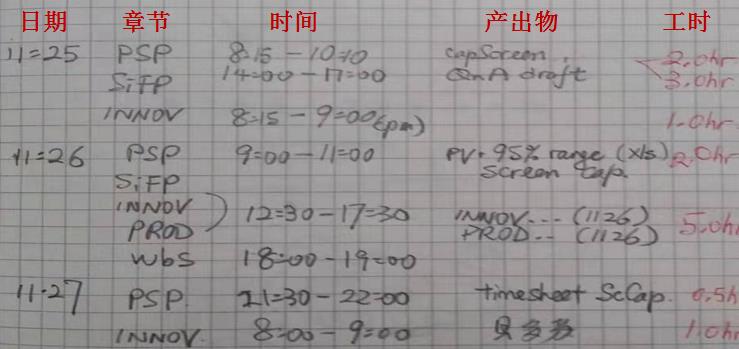 日期 章节 时间 产出物 工时
11=25 PSP 8:15 - 10:10 capScreen, 2.0hr
SiFP 14=00 - 17=00 QnA draft 3.0hr
INNOV 8:15 - 9=00(pm) 1.0hr
11=26 PSP 9=00 - 11=00 PV. 95% range (xls) 2.0hr
SiFP screen cap.
INNOV 12=30 - 17=30 INNOV... (1126) 5.0hr
PROD PROD... (1126)
WbS 18=00 - 19=00
11:27 PSP. 21=30 - 22=00 timesheet ScCap. 0.5h
INNOV. 8=00 - 9=00 贝多 1.0hr